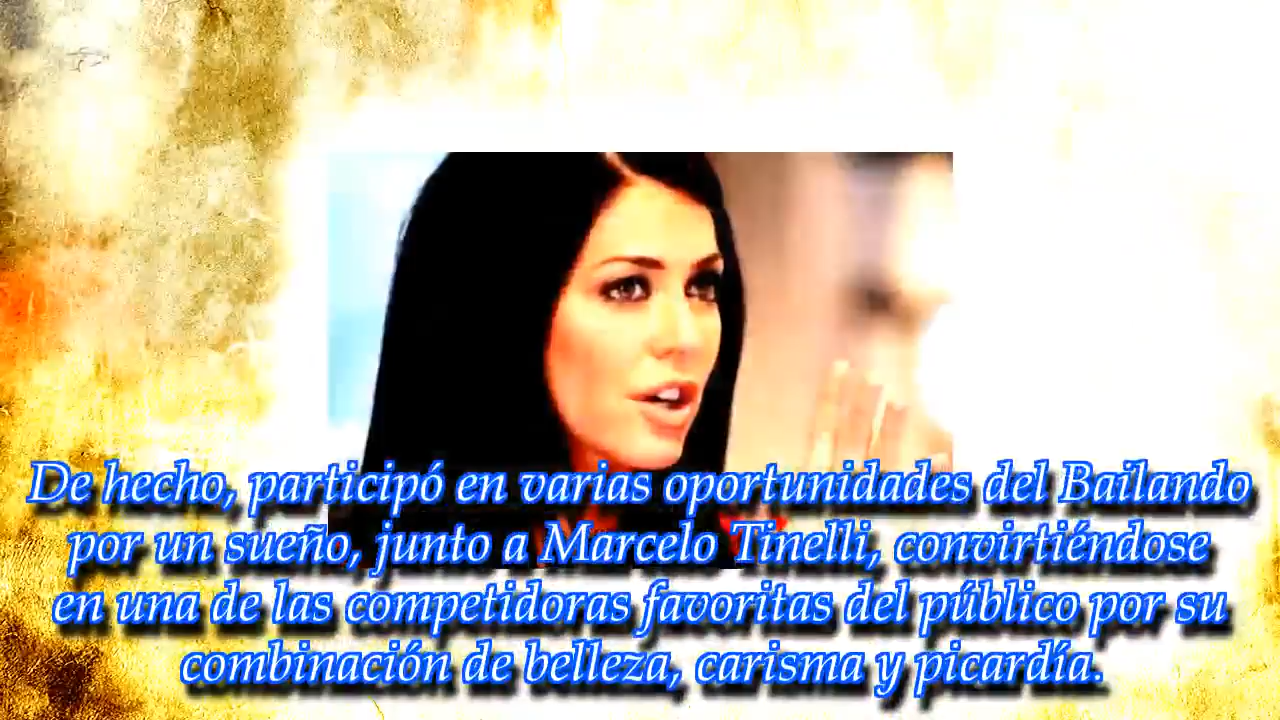 De hecho, participó en varias oportunidades del Bailando
por un sueño, junto a Marcelo Tinelli, convirtiéndose
en una de las competidoras favoritas del público por su
combinación de belleza, carisma y picardía.